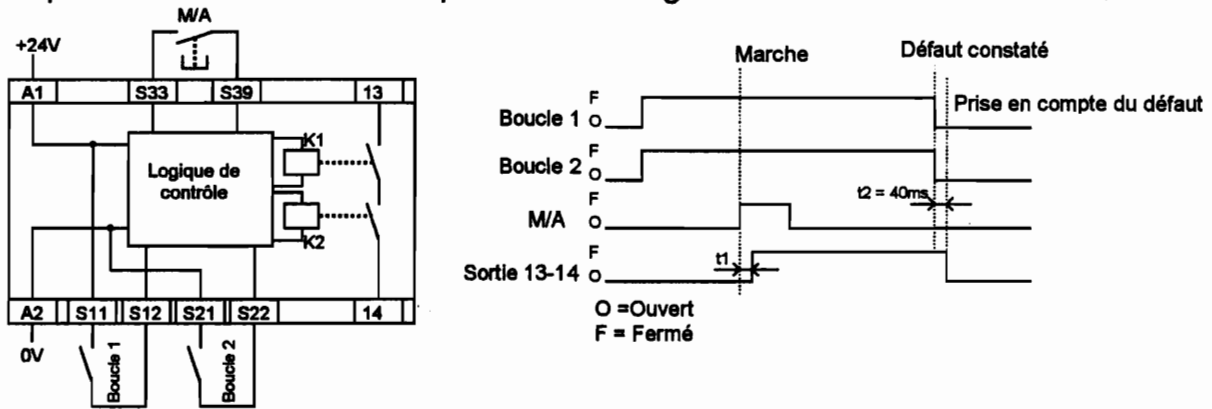 M/A
+24V
A1 S33 S39 13
K1
Logique de
contrôle
K2
A2 S11 S12 S21 S22 14
0V
Boucle 1
Boucle 2
Marche
Défaut constaté
Boucle 1
F
O
Prise en compte du défaut
Boucle 2
F
O
t2 = 40ms
M/A
F
O
t1
Sortie 13-14
F
O
O =Ouvert
F = Fermé